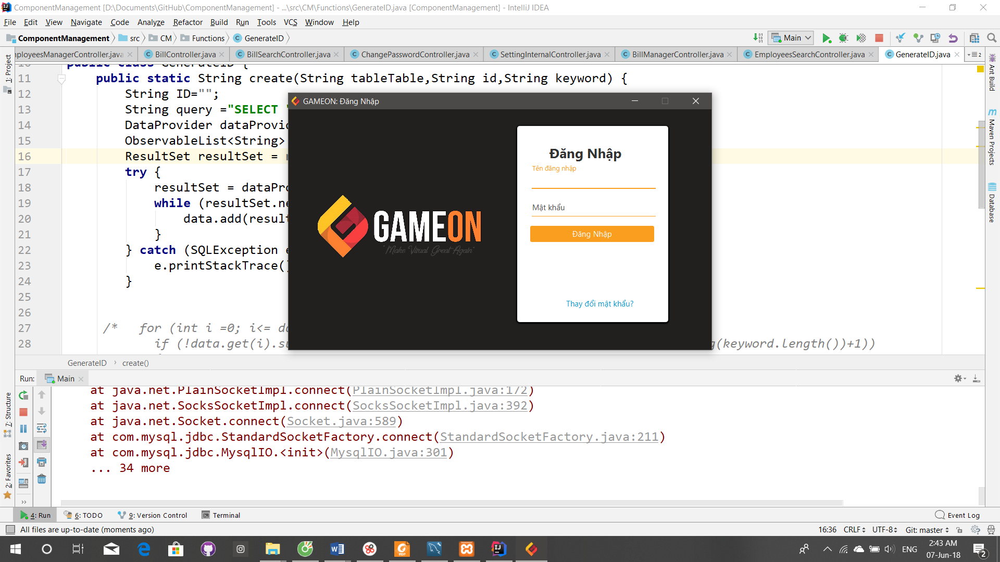 ComponentManagement [D:\Documents\GitHub\ComponentManagement] - ...\src\CM\Functions\GenerateID.java [ComponentManagement] - IntelliJ IDEA
File Edit View Navigate Code Analyze Refactor Build Run Tools VCS Window Help
ComponentManagement src CM Functions GenerateID Main
ployeesManagerController.java BillController.java BillSearchController.java ChangePasswordController.java SettingInternalController.java BillManagerController.java EmployeesSearchController.java GenerateID.java 2
public class GenerateID {
11 public static String create(String tableTable,String id,String keyword) {
12 String ID="";
13 String query ="SELECT
14 DataProvider dataProvid
15 ObservableList<String>
16 ResultSet resultSet =
17 try {
18 resultSet = dataPro
19 while (resultSet.ne
20 data.add(result
21 }
22 } catch (SQLException e
23 e.printStackTrace()
24 }
25
26
27 /* for (int i =0; i<= da
28 if (!data.get(i).su g(keyword.length())+1))
GAMEON: Đăng Nhập
GAMEON
"Make Virtual Great Again"
Đăng Nhập
Tên đăng nhập
Mật khẩu
Đăng Nhập
Thay đổi mật khẩu?
GenerateID create()
Run: Main
at java.net.PlainSocketImpl.connect(PlainSocketImpl.java:172)
at java.net.SocksSocketImpl.connect(SocksSocketImpl.java:392)
at java.net.Socket.connect(Socket.java:589)
at com.mysql.jdbc.StandardSocketFactory.connect(StandardSocketFactory.java:211)
at com.mysql.jdbc.MysqlIO.<init>(MysqlIO.java:301)
... 34 more
1: Project
7: Structure
2: Favorites
Ant Build
m Maven Projects
Database
4: Run 6: TODO 9: Version Control Terminal Event Log
All files are up-to-date (moments ago) 16:36 CRLF UTF-8 Git: master
ENG 2:43 AM
07-Jun-18 2